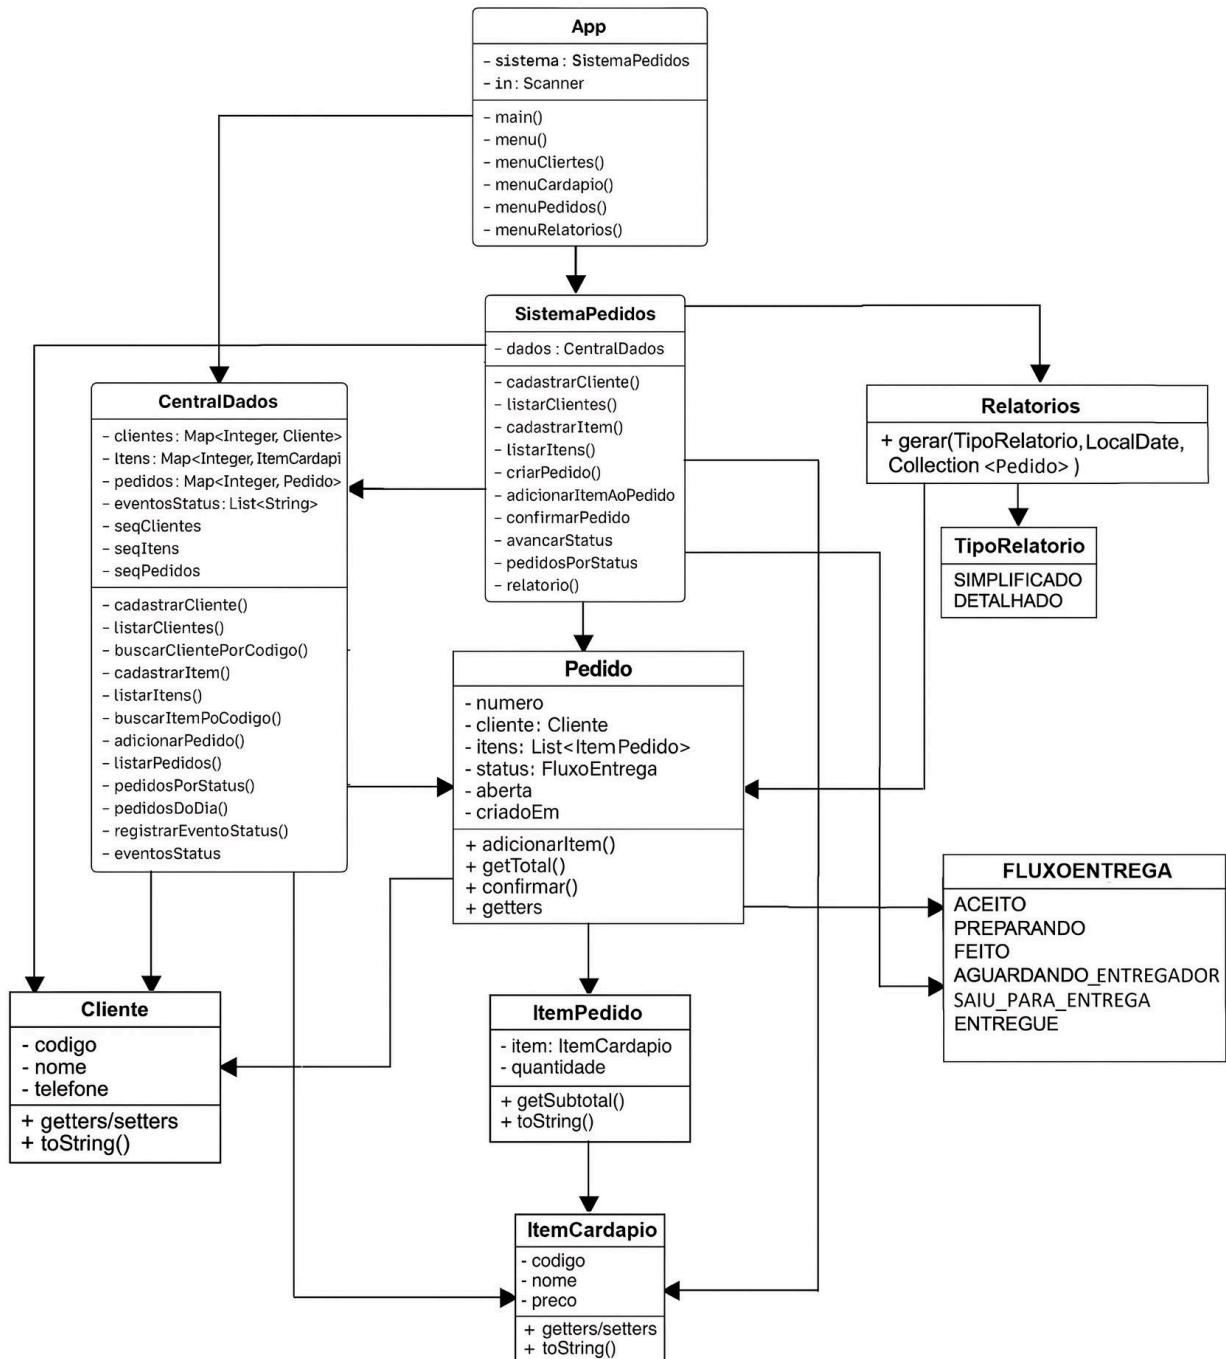 App
- sistema: SistemaPedidos
- in: Scanner
- main()
- menu()
- menuCliertes()
- menuCardapio()
- menuPedidos()
- menuRelatorios()
SistemaPedidos
- dados: CentralDados
- cadastrarCliente()
- listarClientes()
- cadastrarItem()
- listarItens()
- criarPedido()
- adicionarItemAoPedido
- confirmarPedido
- avancarStatus
- pedidosPorStatus
- relatorio()
CentralDados
- clientes: Map<Integer, Cliente>
- Itens: Map<Integer, ItemCardapi
- pedidos: Map<Integer, Pedido>
- eventosStatus: List<String>
- seqClientes
- seqItens
- seqPedidos
- cadastrarCliente()
- listarClientes()
- buscarClientePorCodigo()
- cadastrarItem()
- listarItens()
- buscarItemPoCodigo()
- adicionarPedido()
- listarPedidos()
- pedidosPorStatus()
- pedidosDoDia()
- registrarEventoStatus()
- eventosStatus
Relatorios
+ gerar(TipoRelatorio, LocalDate,
Collection <Pedido> )
TipoRelatorio
SIMPLIFICADO
DETALHADO
Pedido
- numero
- cliente: Cliente
- itens: List<ItemPedido>
- status: FluxoEntrega
- aberta
- criadoEm
+ adicionarItem()
+ getTotal()
+ confirmar()
+ getters
FLUXOENTREGA
ACEITO
PREPARANDO
FEITO
AGUARDANDO_ENTREGADOR
SAIU_PARA_ENTREGA
ENTREGUE
Cliente
- codigo
- nome
- telefone
+ getters/setters
+ toString()
ItemPedido
- item: ItemCardapio
- quantidade
+ getSubtotal()
+ toString()
ItemCardapio
- codigo
- nome
- preco
+ getters/setters
+ toString()